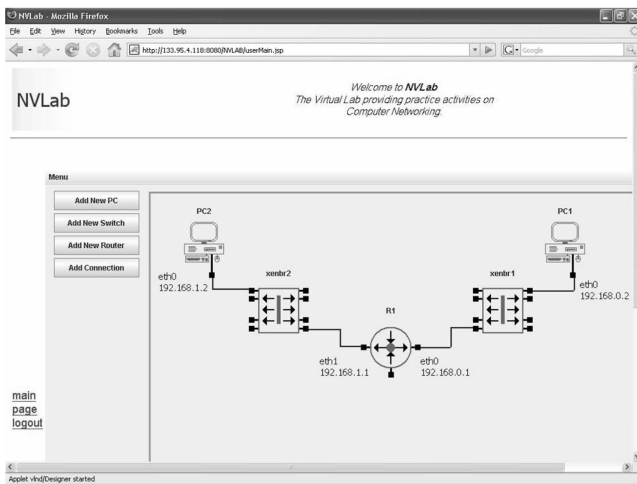 NVLab - Mozilla Firefox
File Edit View History Bookmarks Tools Help
http://133.95.4.118:8080/NVLAB/userMain.jsp
G Google
NVLab
Welcome to NVLab
The Virtual Lab providing practice activities on
Computer Networking.
Menu
Add New PC
Add New Switch
Add New Router
Add Connection
PC2
PC1
eth0
192.168.1.2
xenbr2
xenbr1
eth0
192.168.0.2
R1
eth1
192.168.1.1
eth0
192.168.0.1
main
page
logout
Applet vlnd/Designer started